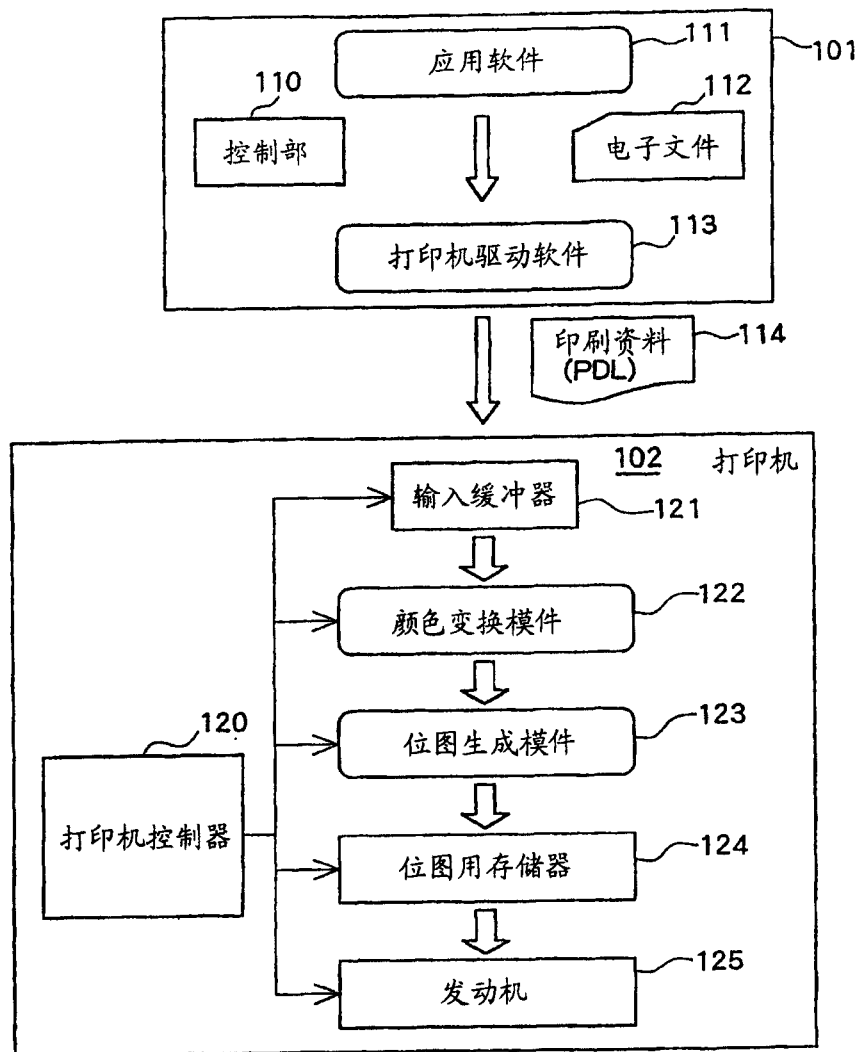 111
应用软件
101
110
控制部
112
电子文件
113
打印机驱动软件
印刷资料
(PDL)
114
102 打印机
输入缓冲器
121
122
颜色变换模件
123
位图生成模件
120
打印机控制器
124
位图用存储器
125
发动机